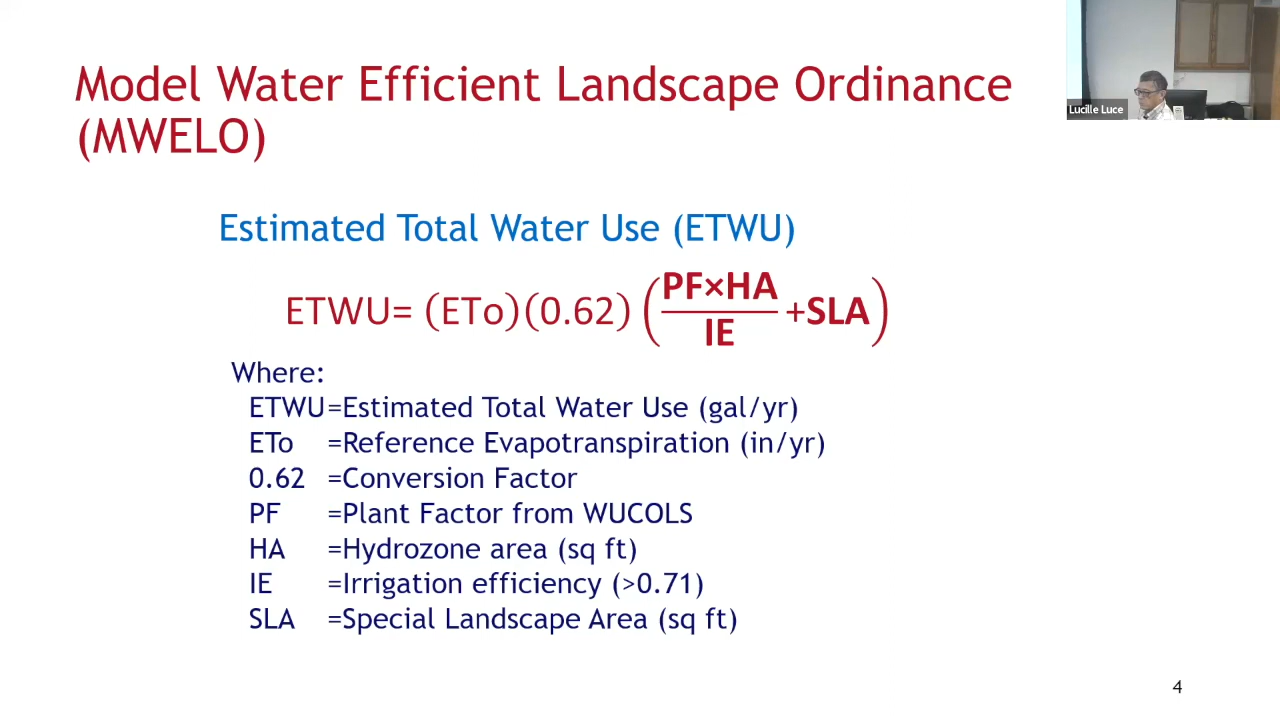 Model Water Efficient Landscape Ordinance
(MWELO)
Lucille Luce
Estimated Total Water Use (ETWU)
ETWU= (ETo)(0.62) (PF×HA/IE +SLA)
Where:
ETWU=Estimated Total Water Use (gal/yr)
ETo =Reference Evapotranspiration (in/yr)
0.62 =Conversion Factor
PF =Plant Factor from WUCOLS
HA =Hydrozone area (sq ft)
IE =Irrigation efficiency (>0.71)
SLA =Special Landscape Area (sq ft)
4